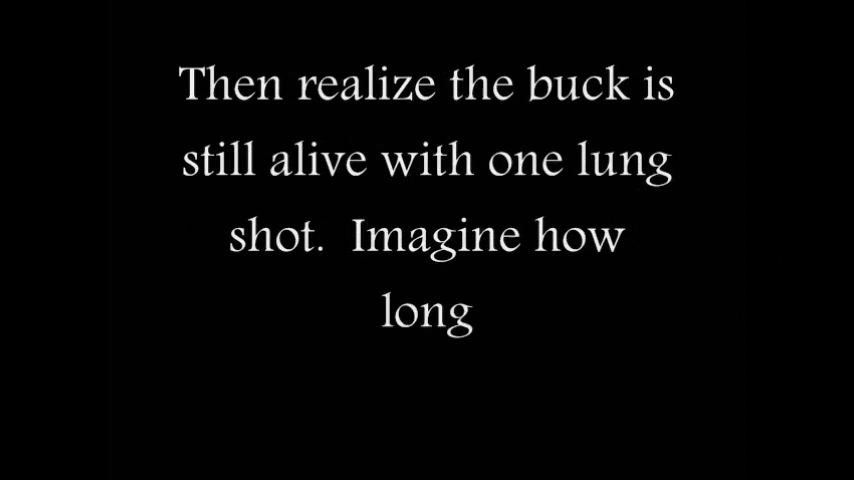 Then realize the buck is
still alive with one lung
shot.  Imagine how
long